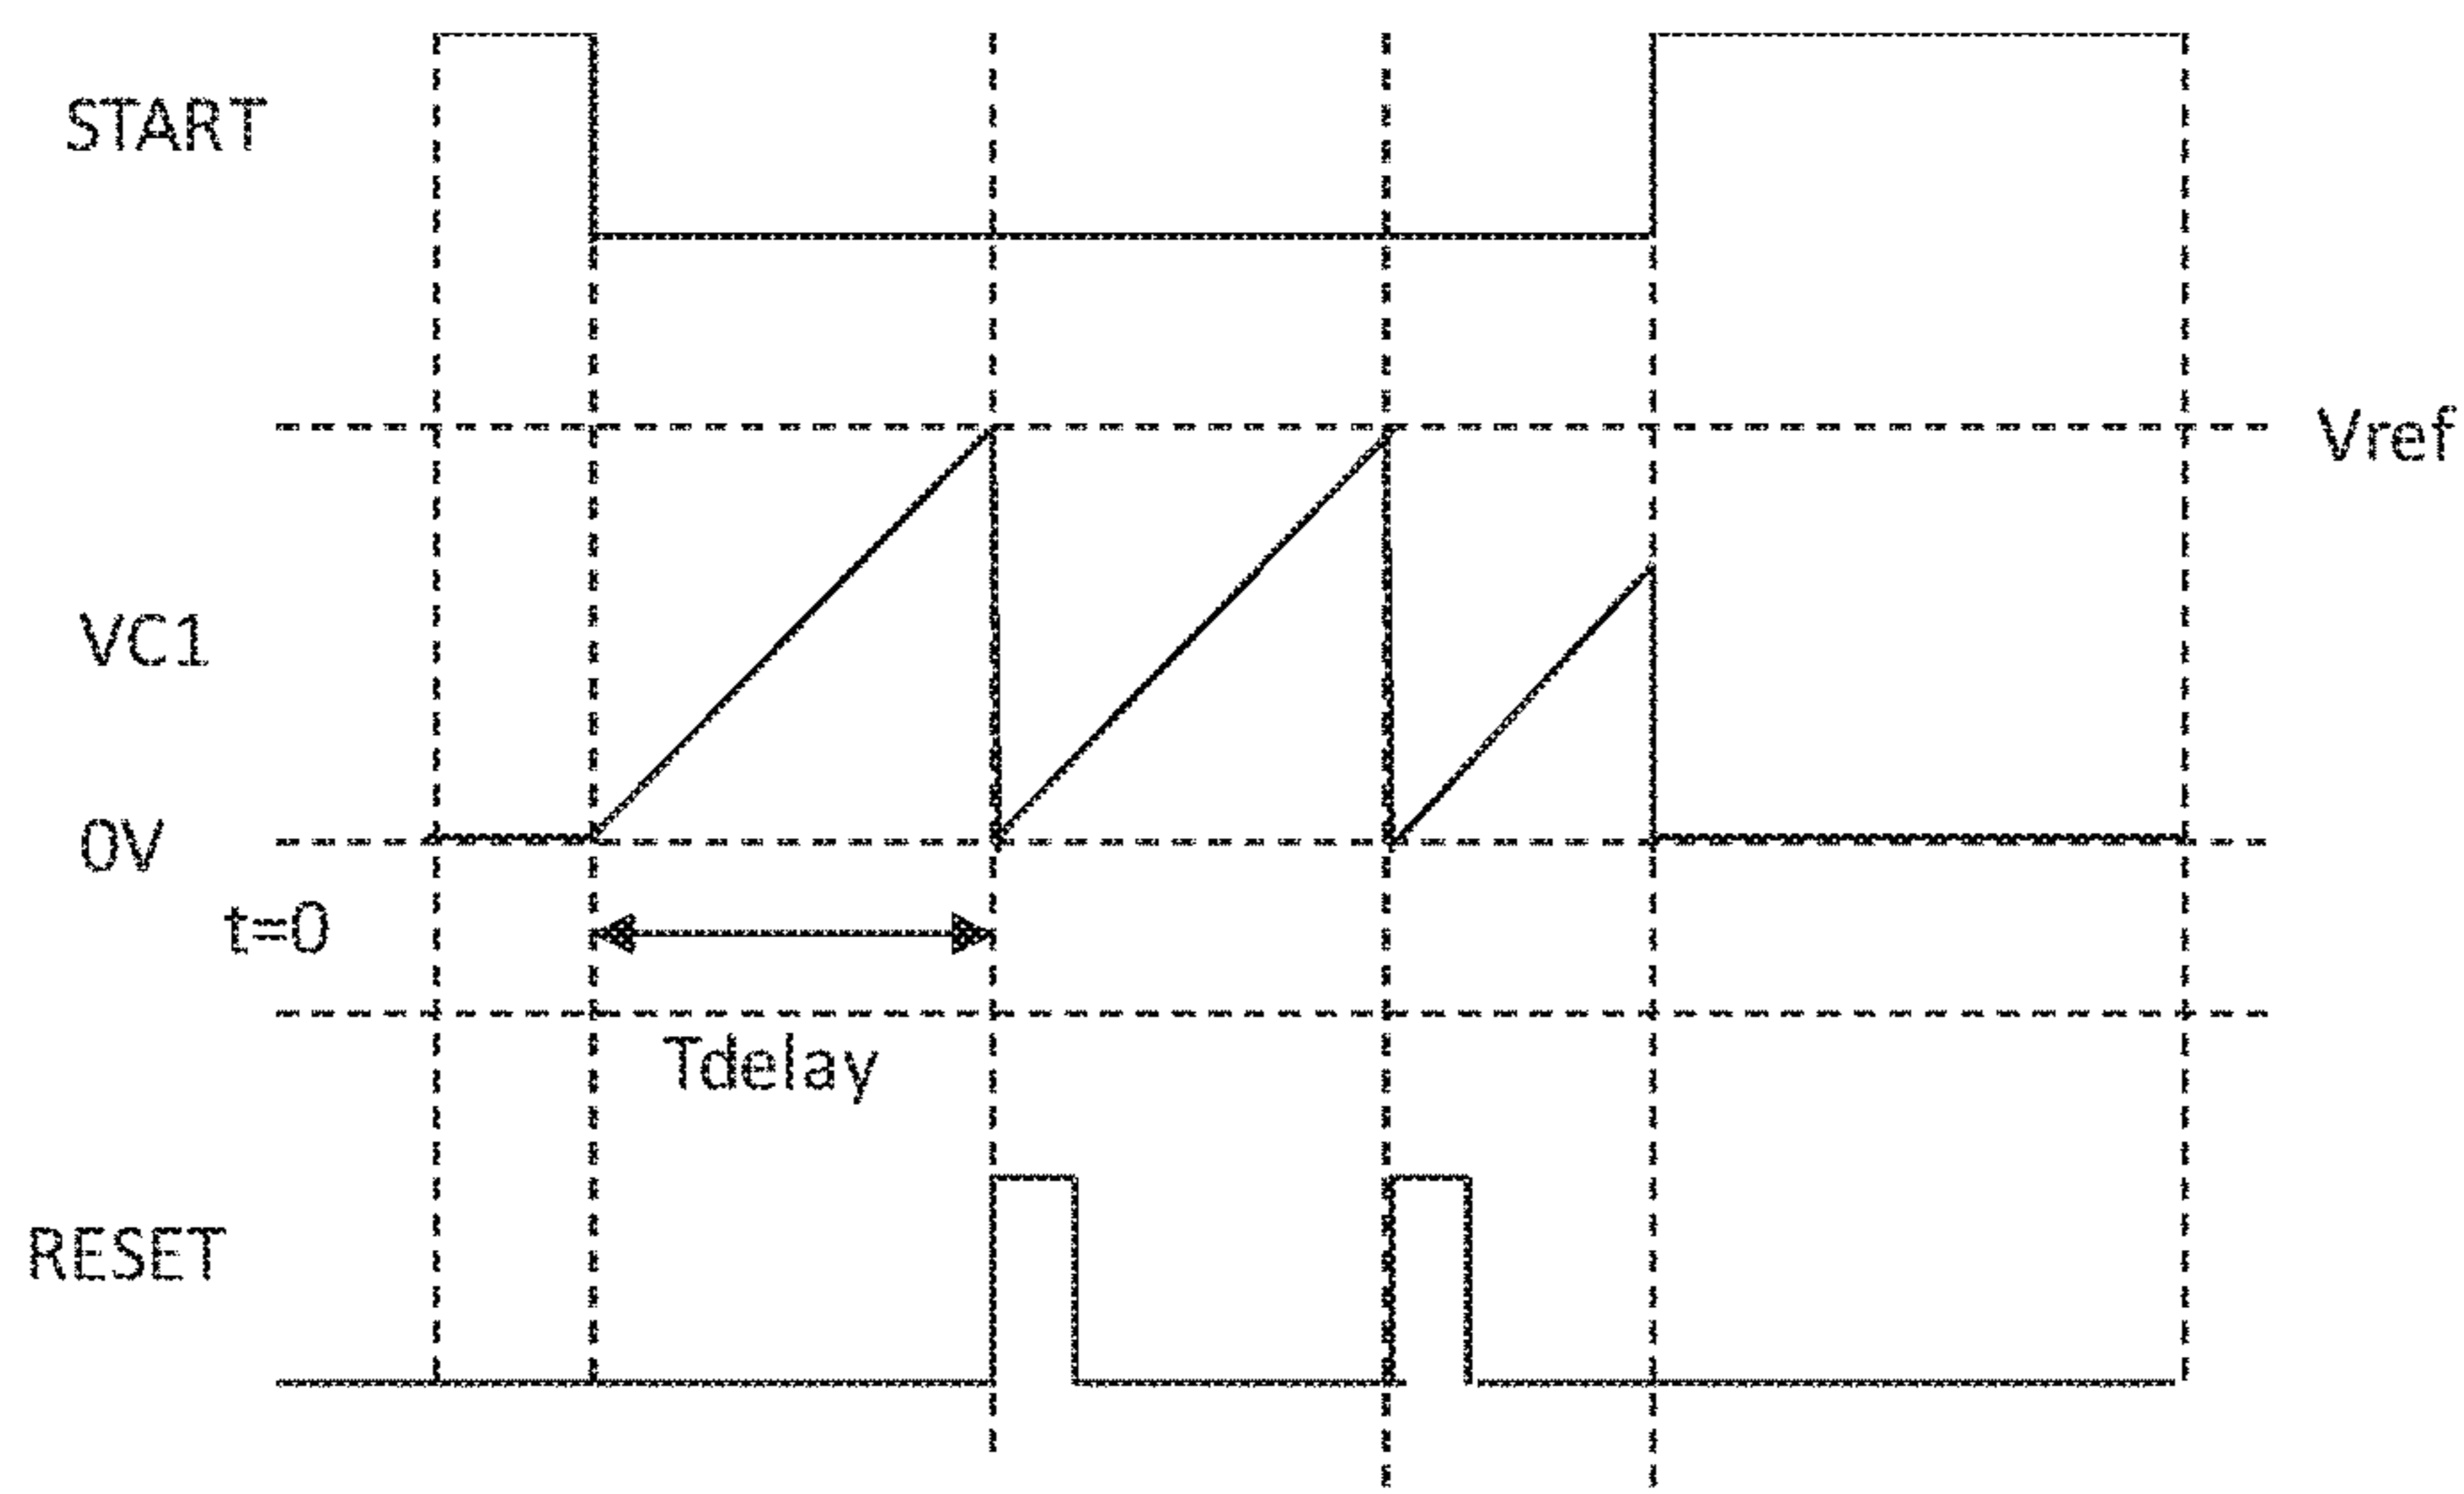 START
Vref
VC1
0V
t=0
Tdelay
RESET